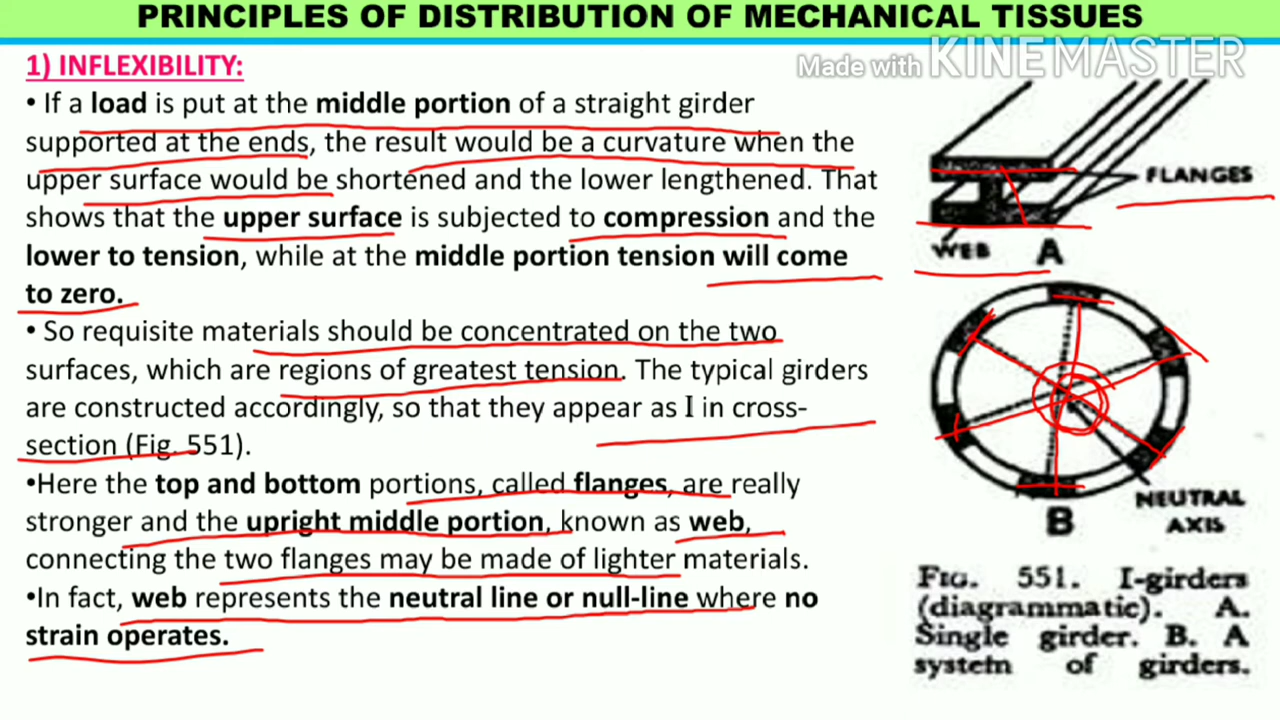 PRINCIPLES OF DISTRIBUTION OF MECHANICAL TISSUES
Made with KINEMASTER
1) INFLEXIBILITY:
• If a load is put at the middle portion of a straight girder
supported at the ends, the result would be a curvature when the
upper surface would be shortened and the lower lengthened. That
shows that the upper surface is subjected to compression and the
lower to tension, while at the middle portion tension will come
to zero.
• So requisite materials should be concentrated on the two
surfaces, which are regions of greatest tension. The typical girders
are constructed accordingly, so that they appear as I in cross-
section (Fig. 551).
•Here the top and bottom portions, called flanges, are really
stronger and the upright middle portion, known as web,
connecting the two flanges may be made of lighter materials.
•In fact, web represents the neutral line or null-line where no
strain operates.
FLANGES
WEB A
NEUTRAL
AXIS
B
FIG. 551. I-girders
(diagrammatic). A.
Single girder. B. A
system of girders.